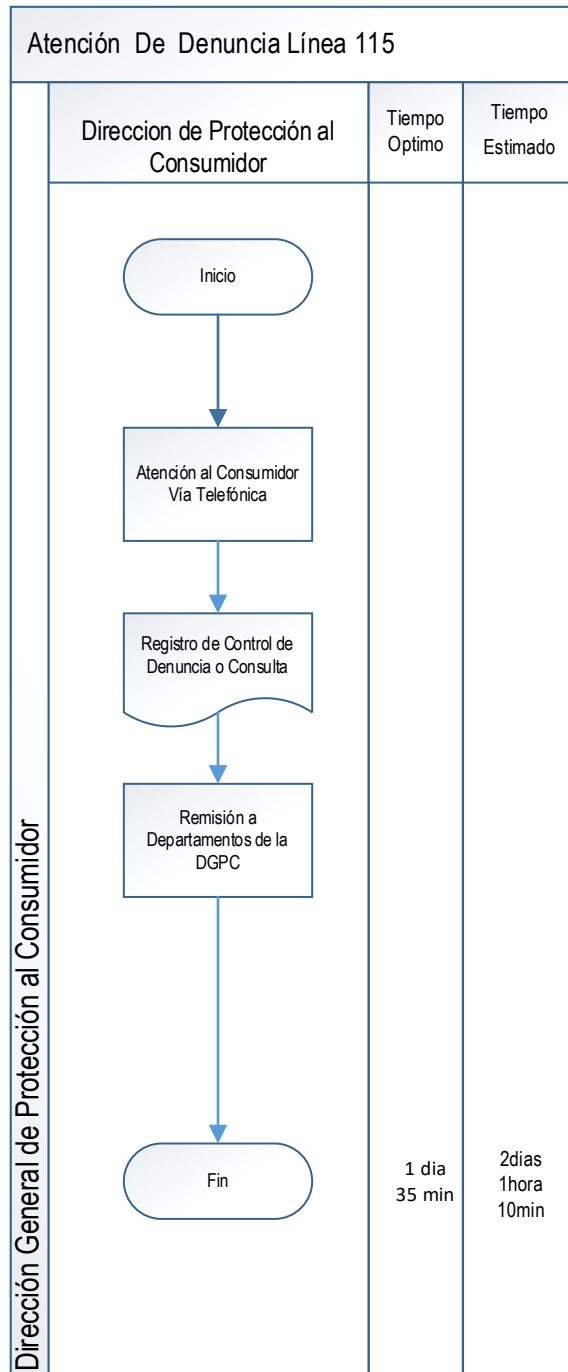 Atención De Denuncia Línea 115
Direccion de Protección al
Consumidor
Tiempo
Optimo
Tiempo
Estimado
Inicio
Atención al Consumidor
Vía Telefónica
Registro de Control de
Denuncia o Consulta
Remisión a
Departamentos de la
DGPC
Fin
1 dia
35 min
2dias
1hora
10min
Dirección General de Protección al Consumidor